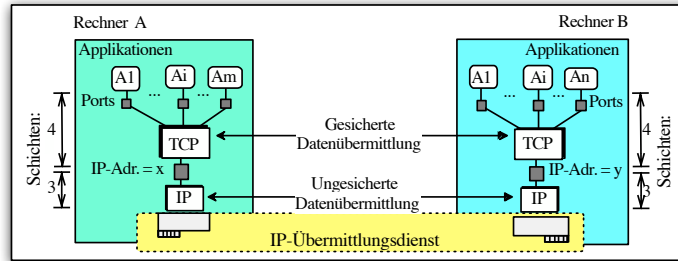 Rechner A
Rechner B
Applikationen
Applikationen
A1 ... Ai ... Am
A1 ... Ai ... An
Ports
Ports
Schichten:
4
3
Schichten:
4
3
Gesicherte
Datenübermittlung
TCP
TCP
IP-Adr. = x
IP-Adr. = y
Ungesicherte
Datenübermittlung
IP
IP
IP-Übermittlungsdienst